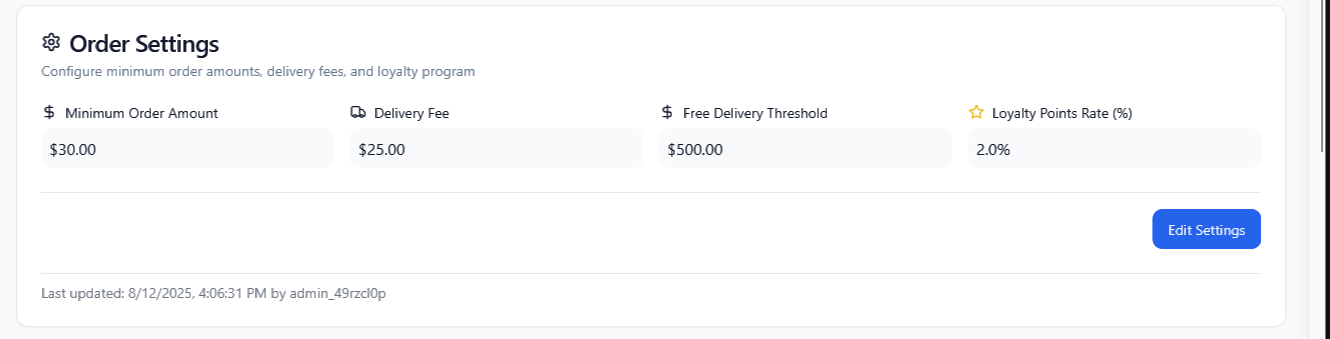 Order Settings
Configure minimum order amounts, delivery fees, and loyalty program
Minimum Order Amount
$30.00
Delivery Fee
$25.00
Free Delivery Threshold
$500.00
Loyalty Points Rate (%)
2.0%
Edit Settings
Last updated: 8/12/2025, 4:06:31 PM by admin_49rzcl0p